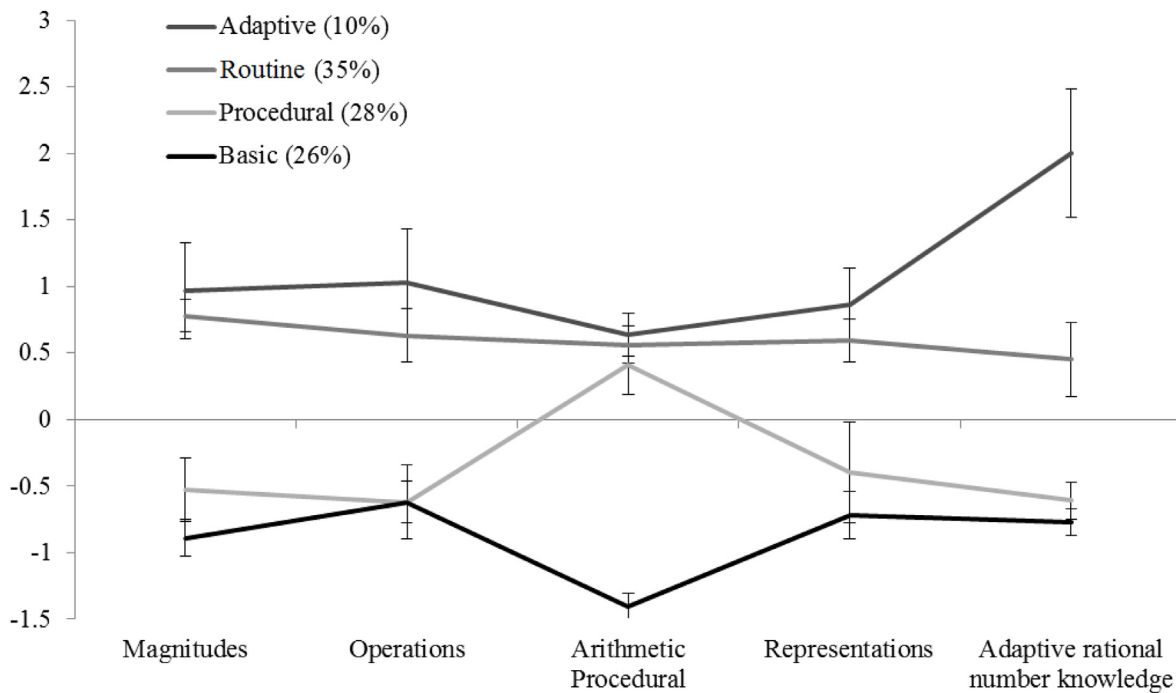 3
2.5
2
1.5
1
0.5
0
-0.5
-1
-1.5
Adaptive (10%)
Routine (35%)
Procedural (28%)
Basic (26%)
Magnitudes
Operations
Arithmetic
Procedural
Representations
Adaptive rational
number knowledge